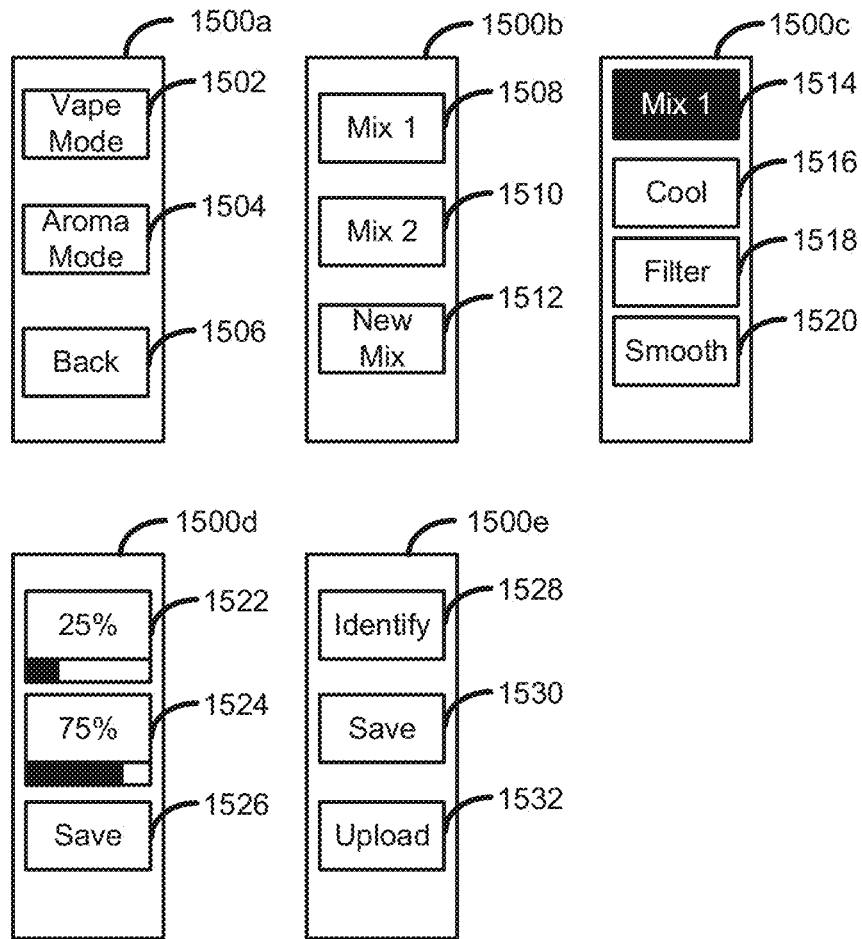 1500a
1502
Vape
Mode
1504
Aroma
Mode
1506
Back
1500b
1508
Mix 1
1510
Mix 2
1512
New
Mix
1500c
1514
Mix 1
1516
Cool
1518
Filter
1520
Smooth
1500d
1522
25%
1524
75%
1526
Save
1500e
1528
Identify
1530
Save
1532
Upload